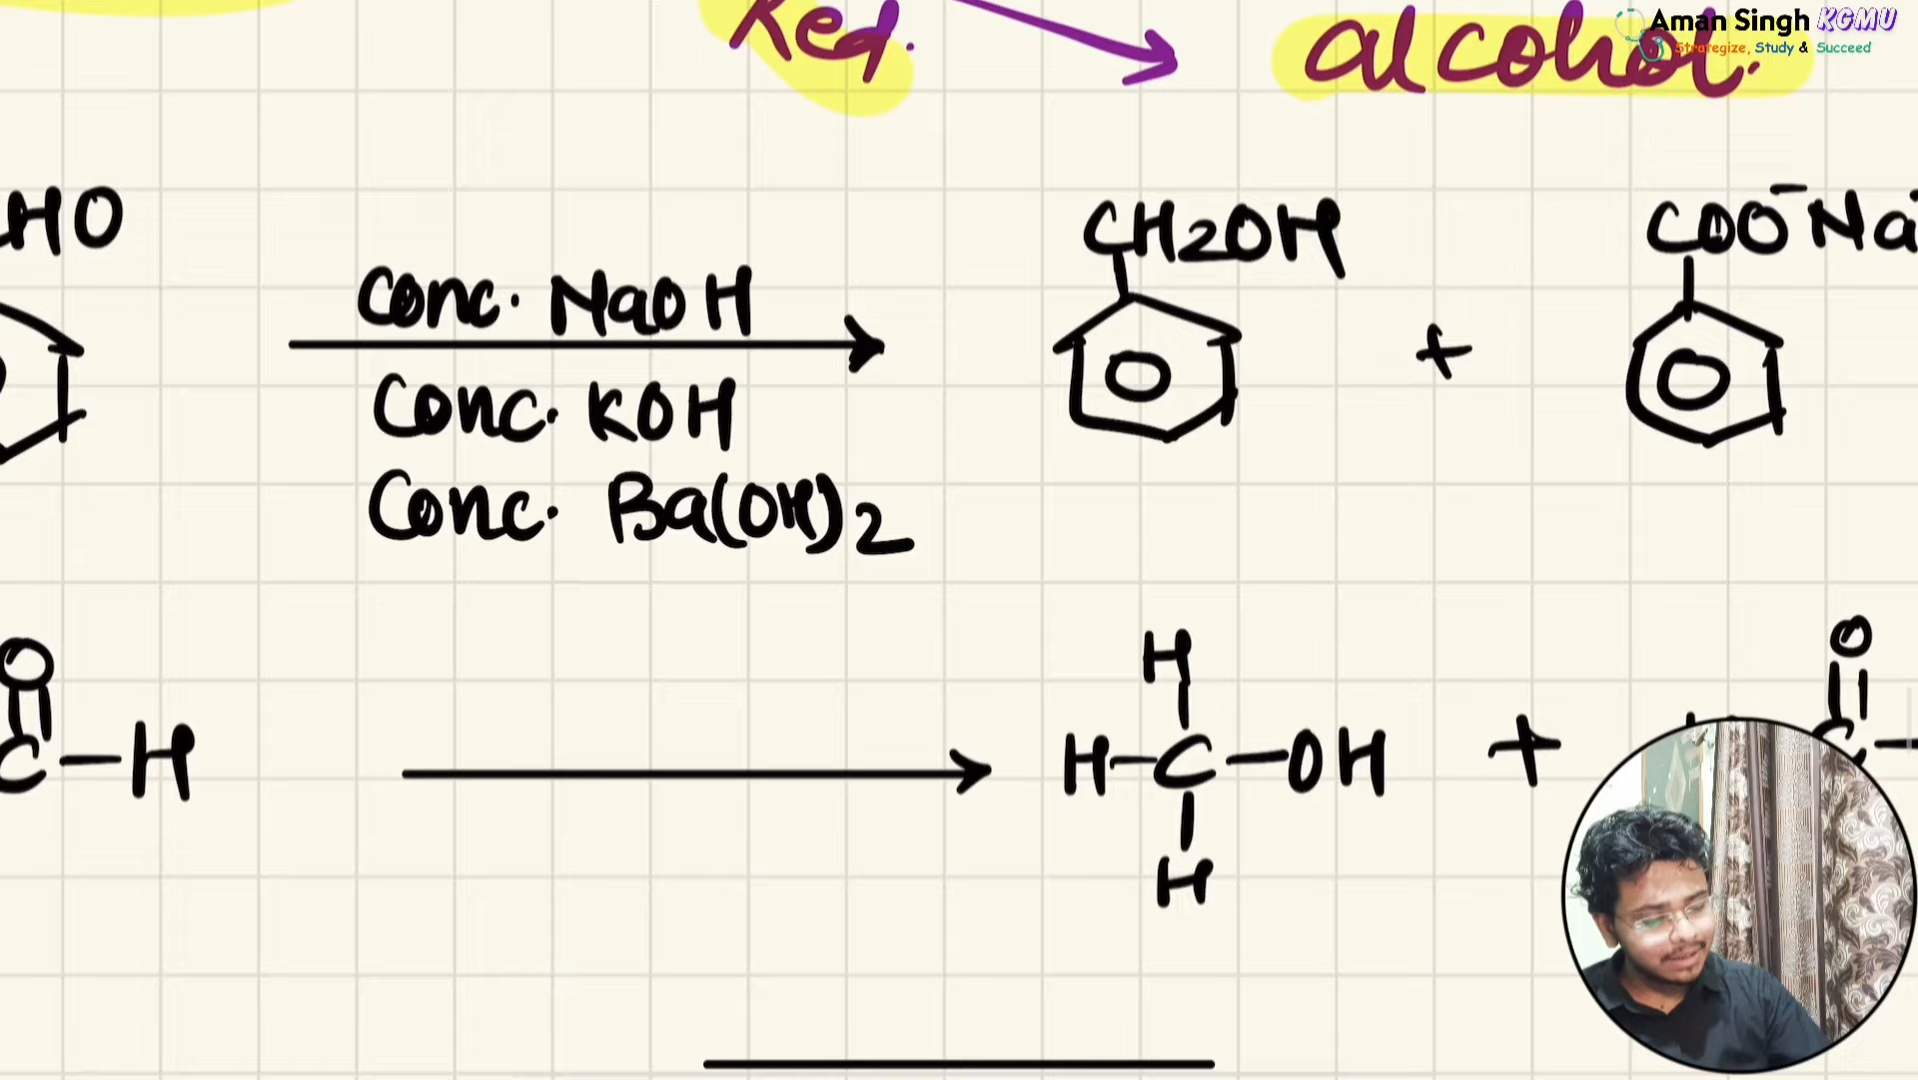 Red.
alcohol.
Aman Singh KGMU
Strategize, Study & Succeed
CHO
CH2OH
COO⁻Na
Conc. NaOH
Conc. KOH
Conc. Ba(OH)2
+
O
C-H
H
H-C-OH
H
+
O
C-